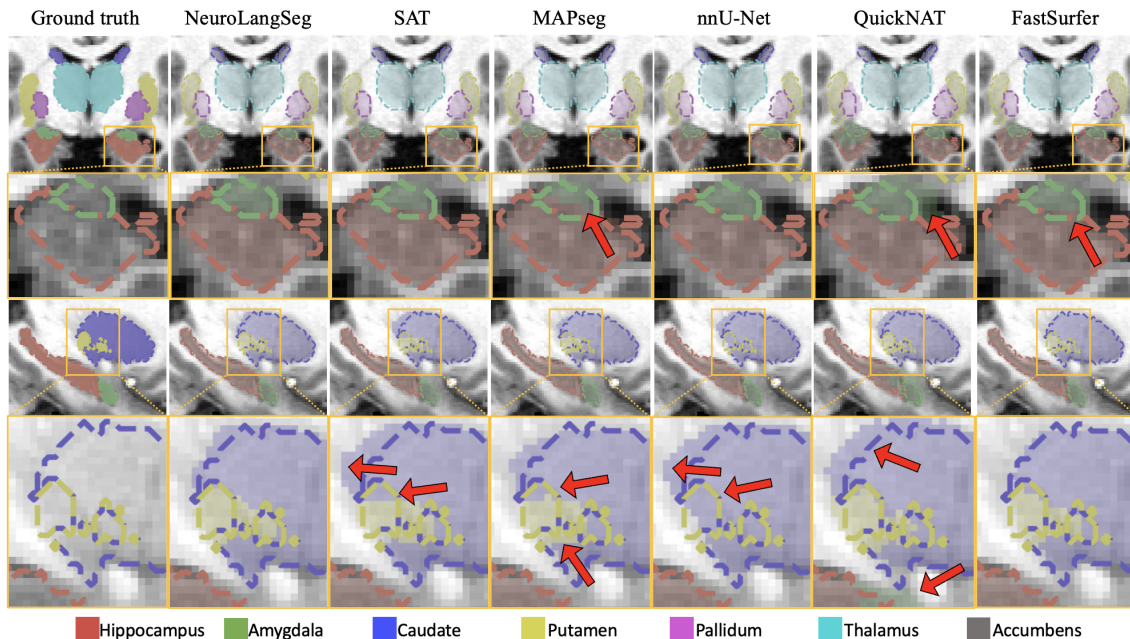 Ground truth NeuroLangSeg SAT MAPseg nnU-Net QuickNAT FastSurfer
Hippocampus Amygdala Caudate Putamen Pallidum Thalamus Accumbens